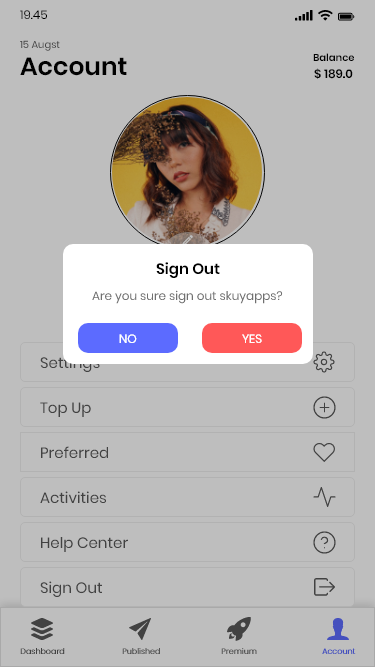 19.45
15 Augst
Account
Balance
$ 189.0
Sign Out
Are you sure sign out skuyapps?
NO
YES
Settings
Top Up
Preferred
Activities
Help Center
Sign Out
Dashboard
Published
Premium
Account